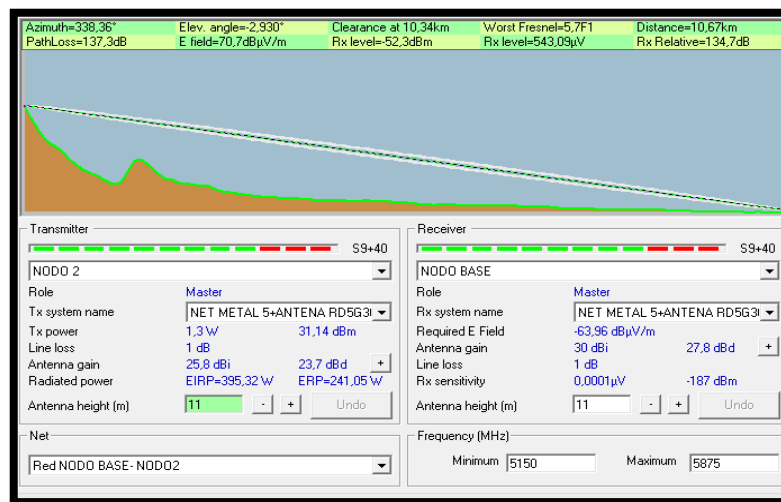 Azimuth=338,36° Elev. angle=-2,930° Clearance at 10,34km Worst Fresnel=5,7F1 Distance=10,67km
PathLoss=137,3dB E field=70,7dBµV/m Rx level=-52,3dBm Rx level=543,09µV Rx Relative=134,7dB
Transmitter
S9+40
NODO 2
Role Master
Tx system name NET METAL 5+ANTENA RD5G3
Tx power 1,3 W 31,14 dBm
Line loss 1 dB
Antenna gain 25,8 dBi 23,7 dBd +
Radiated power EIRP=395,32 W ERP=241,05 W
Antenna height (m) 11 - + Undo
Receiver
S9+40
NODO BASE
Role Master
Rx system name NET METAL 5+ANTENA RD5G3
Required E Field -63,96 dBµV/m
Antenna gain 30 dBi 27,8 dBd +
Line loss 1 dB
Rx sensitivity 0,0001µV -187 dBm
Antenna height (m) 11 - + Undo
Net
Red NODO BASE- NODO2
Frequency (MHz)
Minimum 5150 Maximum 5875